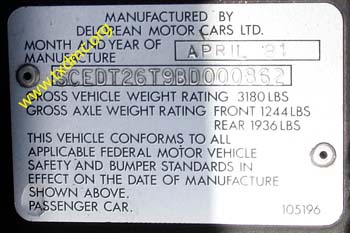 MANUFACTURED BY
DELOREAN MOTOR CARS LTD.
MONTH AND YEAR OF
MANUFACTURE
APRIL '81
SCEDT26T9BD000862
GROSS VEHICLE WEIGHT RATING 3180 LBS
GROSS AXLE WEIGHT RATING FRONT 1244 LBS
REAR 1936 LBS
THIS VEHICLE CONFORMS TO ALL
APPLICABLE FEDERAL MOTOR VEHICLE
SAFETY AND BUMPER STANDARDS IN
EFFECT ON THE DATE OF MANUFACTURE
SHOWN ABOVE.
PASSENGER CAR.
105196